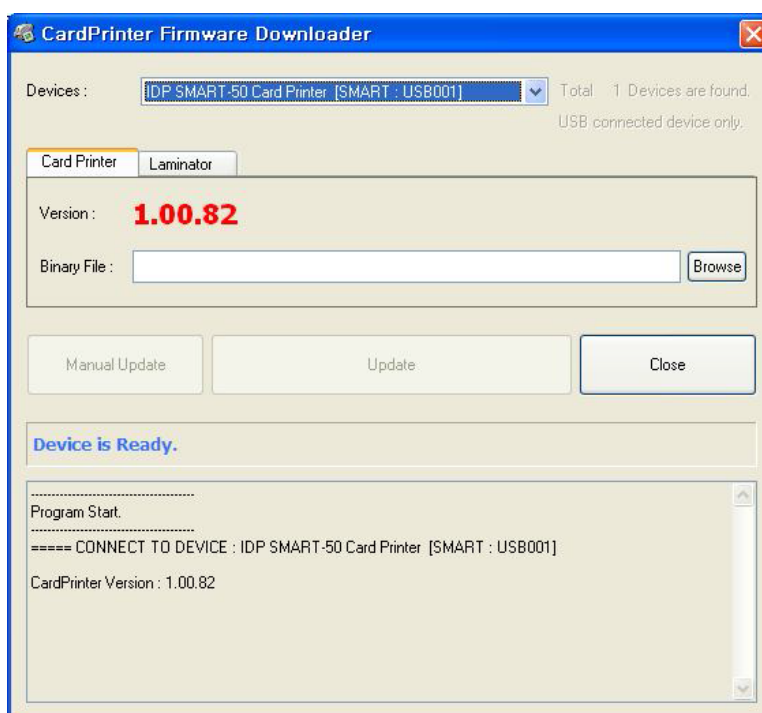 CardPrinter Firmware Downloader
Devices : IDP SMART-50 Card Printer [SMART : USB001] Total 1 Devices are found.
USB connected device only.
Card Printer Laminator
Version : 1.00.82
Binary File : Browse
Manual Update Update Close
Device is Ready.
----------------------------------------
Program Start.
----------------------------------------
===== CONNECT TO DEVICE : IDP SMART-50 Card Printer [SMART : USB001]
CardPrinter Version : 1.00.82